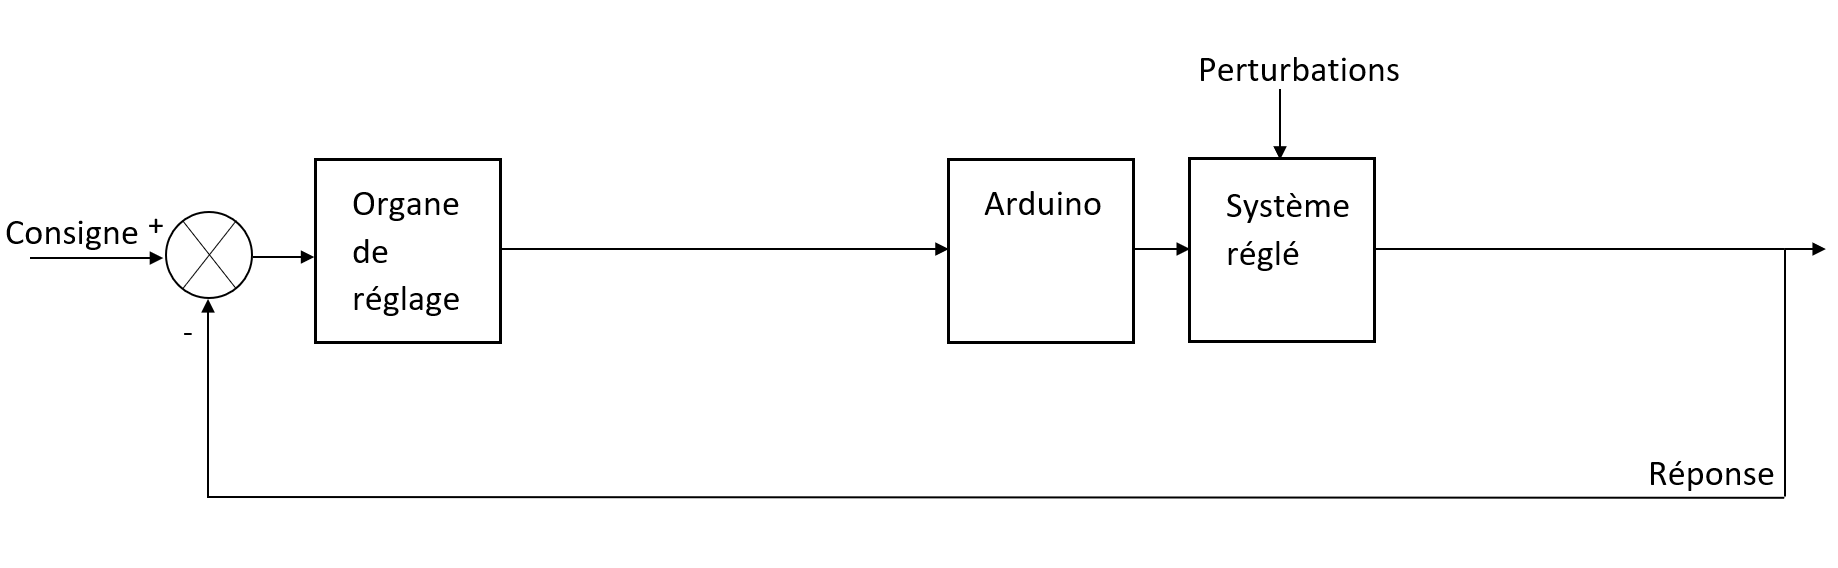 Perturbations
Organe
de
réglage
Arduino
Système
réglé
Consigne +
-
Réponse